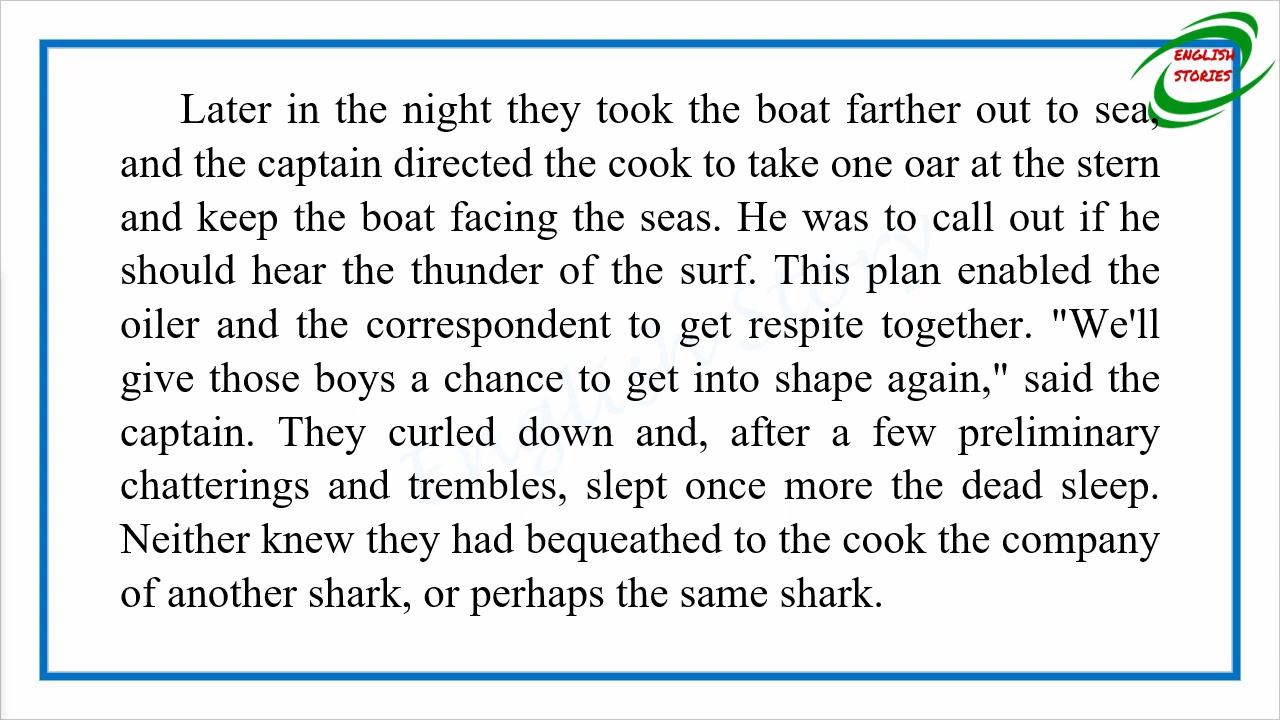 ENGLISH
STORIES
Later in the night they took the boat farther out to sea,
and the captain directed the cook to take one oar at the stern
and keep the boat facing the seas. He was to call out if he
should hear the thunder of the surf. This plan enabled the
oiler and the correspondent to get respite together. "We'll
give those boys a chance to get into shape again," said the
captain. They curled down and, after a few preliminary
chatterings and trembles, slept once more the dead sleep.
Neither knew they had bequeathed to the cook the company
of another shark, or perhaps the same shark.
English Story